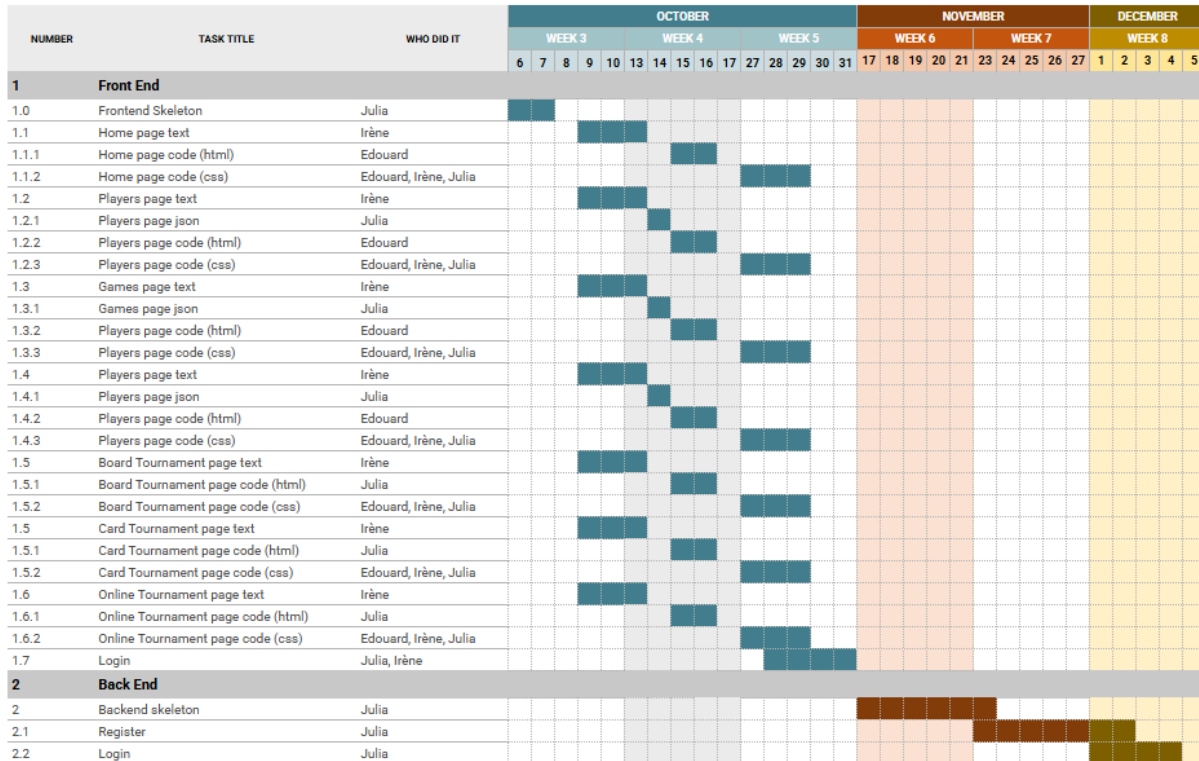 OCTOBER NOVEMBER DECEMBER
NUMBER TASK TITLE WHO DID IT WEEK 3 WEEK 4 WEEK 5 WEEK 6 WEEK 7 WEEK 8
6 7 8 9 10 13 14 15 16 17 27 28 29 30 31 17 18 19 20 21 23 24 25 26 27 1 2 3 4 5
1 Front End
1.0 Frontend Skeleton Julia
1.1 Home page text Irène
1.1.1 Home page code (html) Edouard
1.1.2 Home page code (css) Edouard, Irène, Julia
1.2 Players page text Irène
1.2.1 Players page json Julia
1.2.2 Players page code (html) Edouard
1.2.3 Players page code (css) Edouard, Irène, Julia
1.3 Games page text Irène
1.3.1 Games page json Julia
1.3.2 Players page code (html) Edouard
1.3.3 Players page code (css) Edouard, Irène, Julia
1.4 Players page text Irène
1.4.1 Players page json Julia
1.4.2 Players page code (html) Edouard
1.4.3 Players page code (css) Edouard, Irène, Julia
1.5 Board Tournament page text Irène
1.5.1 Board Tournament page code (html) Julia
1.5.2 Board Tournament page code (css) Edouard, Irène, Julia
1.5 Card Tournament page text Irène
1.5.1 Card Tournament page code (html) Julia
1.5.2 Card Tournament page code (css) Edouard, Irène, Julia
1.6 Online Tournament page text Irène
1.6.1 Online Tournament page code (html) Julia
1.6.2 Online Tournament page code (css) Edouard, Irène, Julia
1.7 Login Julia, Irène
2 Back End
2 Backend skeleton Julia
2.1 Register Julia
2.2 Login Julia